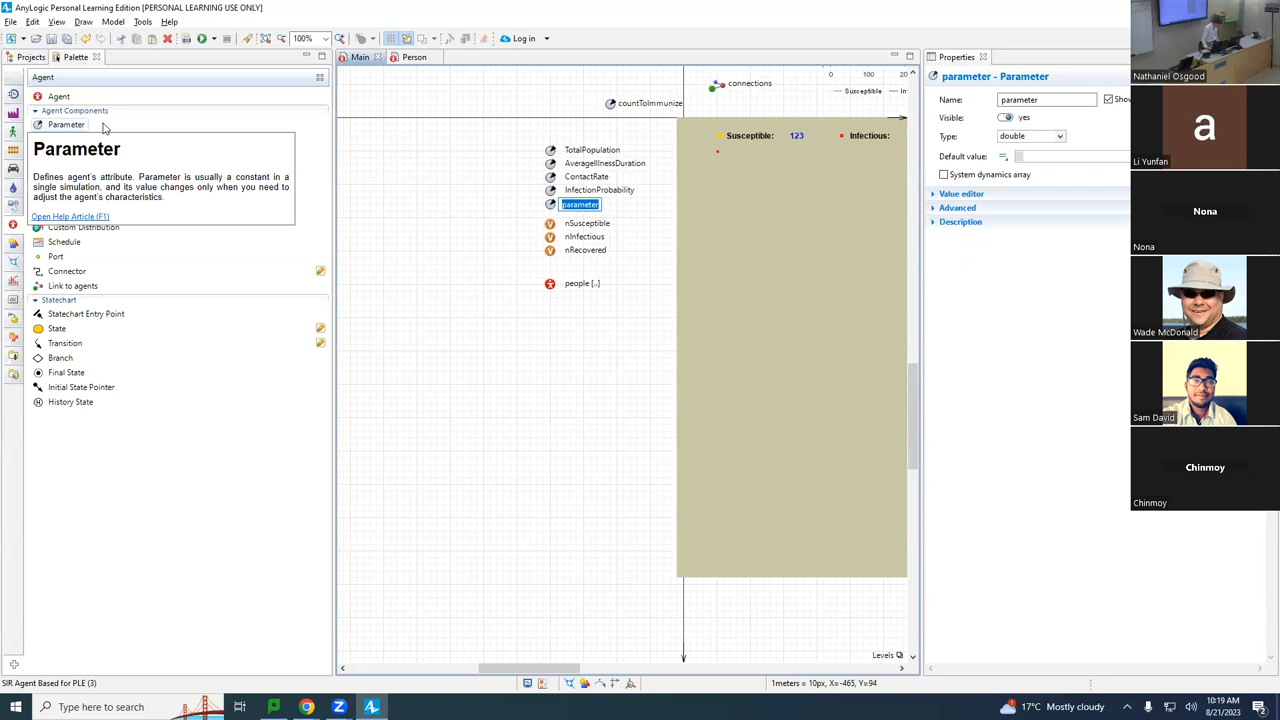 AnyLogic Personal Learning Edition [PERSONAL LEARNING USE ONLY]
File Edit View Draw Model Tools Help
100% Log in
Projects Palette
Main Person
Properties
Agent
Agent
Agent Components
Parameter
Parameter
Defines agent's attribute. Parameter is usually a constant in a
single simulation, and its value changes only when you need to
adjust the agent's characteristics.
Open Help Article (F1)
Custom Distribution
Schedule
Port
Connector
Link to agents
Statechart
Statechart Entry Point
State
Transition
Branch
Final State
Initial State Pointer
History State
connections
countToImmunize
0 100 20
Susceptible In
Susceptible: 123 Infectious:
TotalPopulation
AverageIllnessDuration
ContactRate
InfectionProbability
parameter
nSusceptible
nInfectious
nRecovered
people [..]
Levels
parameter - Parameter
Name: parameter Show
Visible: yes
Type: double
Default value:
System dynamics array
Value editor
Advanced
Description
Nathaniel Osgood
a
Li Yunfan
Nona
Nona
Wade McDonald
Sam David
Chinmoy
Chinmoy
SIR Agent Based for PLE (3)
1meters = 10px, X=-465, Y=94
Type here to search
17°C Mostly cloudy
10:19 AM
8/21/2023
2